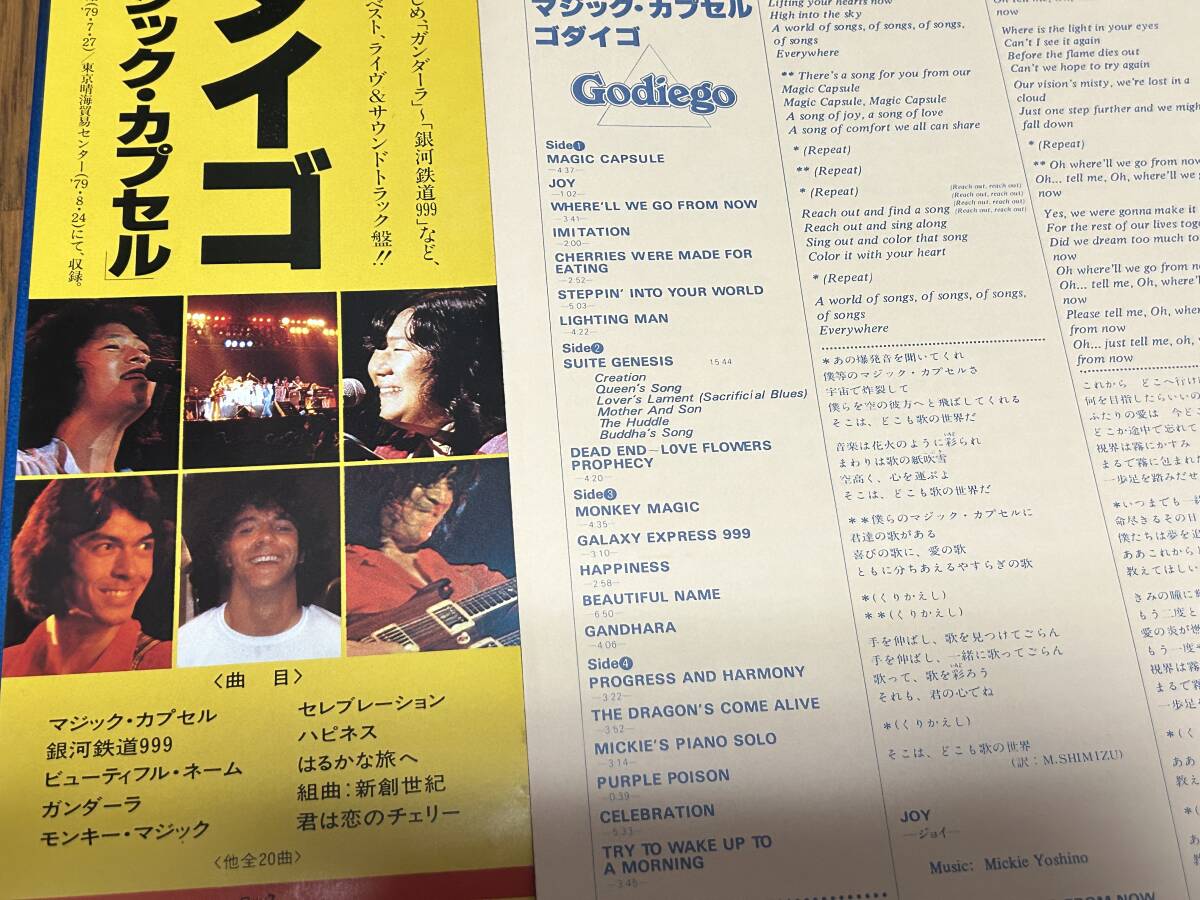 ダイゴ
ジック・カプセル」
じめ、「ガンダーラ」〜「銀河鉄道999」など、
ベスト、ライヴ&サウンドトラック盤!!
('79・7・27)/東京晴海貿易センター('79・8・24)にて、収録。
〈曲 目〉
マジック・カプセル
銀河鉄道999
ビューティフル・ネーム
ガンダーラ
モンキー・マジック
セレブレーション
ハピネス
はるかな旅へ
組曲:新創世紀
君は恋のチェリー
〈他全20曲〉
マジック・カプセル
ゴダイゴ
Godiego
Side❶
MAGIC CAPSULE
—4:37—
JOY
—1:02—
WHERE'LL WE GO FROM NOW
—3:41—
IMITATION
—2:00—
CHERRIES WERE MADE FOR
EATING
—2:52—
STEPPIN' INTO YOUR WORLD
—5:03—
LIGHTING MAN
—4:22—
Side❷
SUITE GENESIS 15:44
Creation
Queen's Song
Lover's Lament (Sacrificial Blues)
Mother And Son
The Huddle
Buddha's Song
DEAD END~LOVE FLOWERS
PROPHECY
—4:20—
Side❸
MONKEY MAGIC
—4:35—
GALAXY EXPRESS 999
—3:10—
HAPPINESS
—2:58—
BEAUTIFUL NAME
—6:50—
GANDHARA
—4:06—
Side❹
PROGRESS AND HARMONY
—3:22—
THE DRAGON'S COME ALIVE
—3:52—
MICKIE'S PIANO SOLO
—3:14—
PURPLE POISON
—0:39—
CELEBRATION
—5:33—
TRY TO WAKE UP TO
A MORNING
—3:45—
Lifting your hearts now
High into the sky
A world of songs, of songs, of songs,
of songs
Everywhere
** There's a song for you from our
Magic Capsule
Magic Capsule, Magic Capsule
A song of joy, a song of love
A song of comfort we all can share
* (Repeat)
** (Repeat)
* (Repeat)
Reach out and find a song
Reach out and sing along
Sing out and color that song
Color it with your heart
(Reach out, reach out)
(Reach out, reach out)
(Reach out, reach out)
(Reach out, reach out)
* (Repeat)
A world of songs, of songs, of songs,
of songs
Everywhere
*あの爆発音を聞いてくれ
僕等のマジック・カプセルさ
宇宙で炸裂して
僕らを空の彼方へと飛ばしてくれる
そこは、どこも歌の世界だ
音楽は花火のように彩られ
まわりは歌の紙吹雪
空高く、心を運ぶよ
そこは、どこも歌の世界だ
**僕らのマジック・カプセルに
君達の歌がある
喜びの歌に、愛の歌
ともに分ちあえるやすらぎの歌
*(くりかえし)
**(くりかえし)
手を伸ばし、歌を見つけてごらん
手を伸ばし、一緒に歌ってごらん
歌って、歌を彩ろう
それも、君の心でね
*(くりかえし)
そこは、どこも歌の世界
(訳:M.SHIMIZU)
JOY
—ジョイ—
Music: Mickie Yoshino
now
Where is the light in your eyes
Can't I see it again
Before the flame dies out
Can't we hope to try again
Our vision's misty, we're lost in a
cloud
Just one step further and we might
fall down
* (Repeat)
** Oh where'll we go from now
Oh... tell me, Oh, where'll we g
now
Yes, we were gonna make it
For the rest of our lives toge
Did we dream too much to
now
Oh where'll we go from n
Oh... tell me, Oh, where'l
now
Please tell me, Oh, wher
from now
Oh... just tell me, oh, w
from now
これから どこへ行け
何を目指したらいいの
ふたりの愛は 今どこ
どこか途中で忘れて
視界は霧にかすみ
まるで霧に包まれた
一歩足を踏みだせ
*いつまでも一緒
命尽きるその日
僕たちは夢を追
ああこれから
教えてほしい
きみの瞳に
もう二度と
愛の炎が燃
もう一度
視界は霧
まるで霧
一歩足を
*(く
ああ
教え
*(
FROM NOW